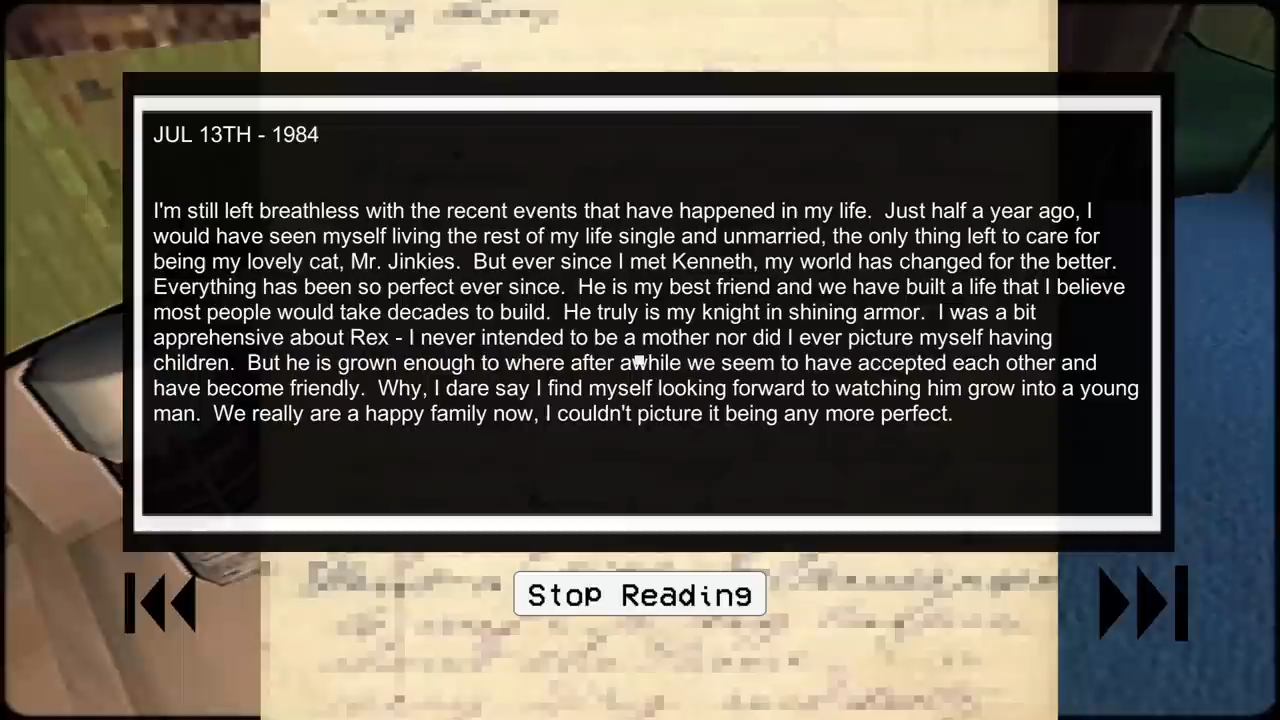 JUL 13TH - 1984
I'm still left breathless with the recent events that have happened in my life.  Just half a year ago, I
would have seen myself living the rest of my life single and unmarried, the only thing left to care for
being my lovely cat, Mr. Jinkies.  But ever since I met Kenneth, my world has changed for the better.
Everything has been so perfect ever since.  He is my best friend and we have built a life that I believe
most people would take decades to build.  He truly is my knight in shining armor.  I was a bit
apprehensive about Rex - I never intended to be a mother nor did I ever picture myself having
children.  But he is grown enough to where after awhile we seem to have accepted each other and
have become friendly.  Why, I dare say I find myself looking forward to watching him grow into a young
man.  We really are a happy family now, I couldn't picture it being any more perfect.
Stop Reading